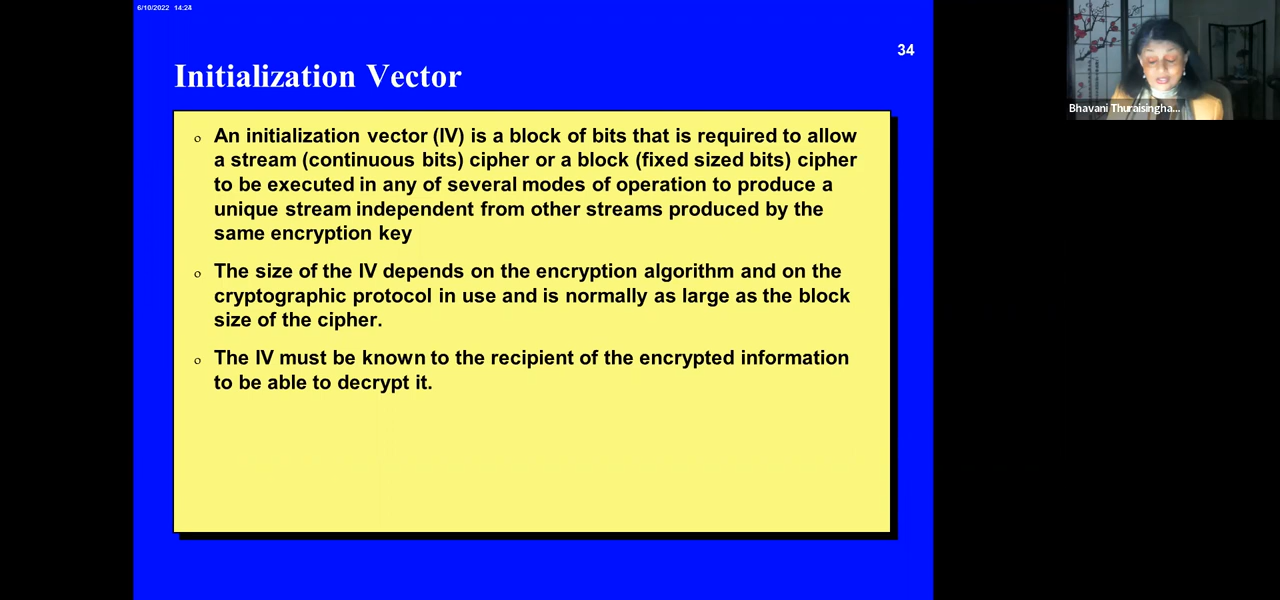 6/10/2022 14:24
34
Initialization Vector
o An initialization vector (IV) is a block of bits that is required to allow
a stream (continuous bits) cipher or a block (fixed sized bits) cipher
to be executed in any of several modes of operation to produce a
unique stream independent from other streams produced by the
same encryption key
o The size of the IV depends on the encryption algorithm and on the
cryptographic protocol in use and is normally as large as the block
size of the cipher.
o The IV must be known to the recipient of the encrypted information
to be able to decrypt it.
Bhavani Thuraisingha...